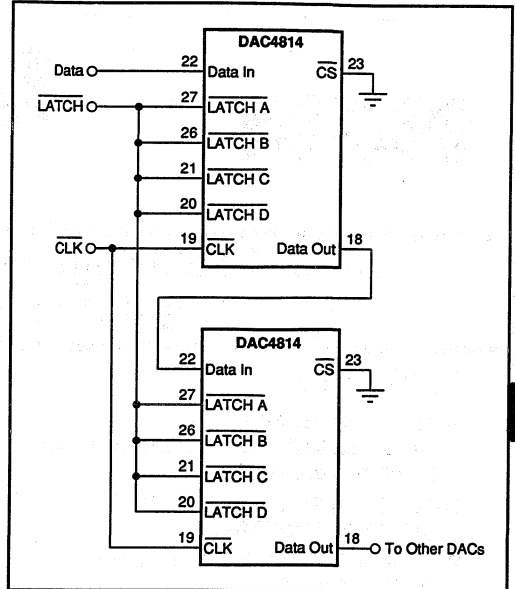 DAC4814
Data 22 Data In CS 23
LATCH 27 LATCH A
26 LATCH B
21 LATCH C
20 LATCH D
CLK 19 CLK Data Out 18
DAC4814
22 Data In CS 23
27 LATCH A
26 LATCH B
21 LATCH C
20 LATCH D
19 CLK Data Out 18 To Other DACs